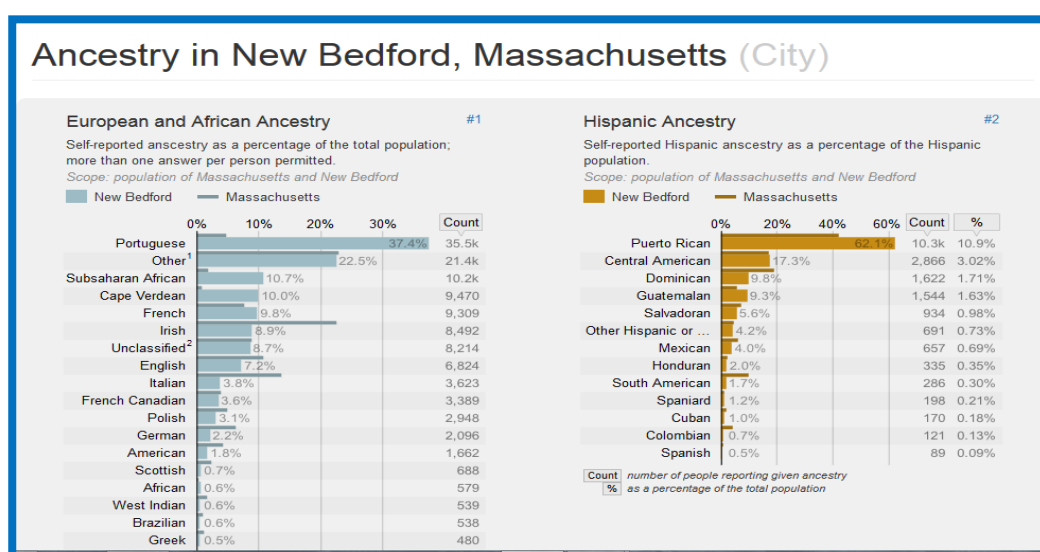 Ancestry in New Bedford, Massachusetts (City)
European and African Ancestry #1
Self-reported anscestry as a percentage of the total population;
more than one answer per person permitted.
Scope: population of Massachusetts and New Bedford
New Bedford Massachusetts
0% 10% 20% 30% Count
Portuguese 37.4% 35.5k
Other1 22.5% 21.4k
Subsaharan African 10.7% 10.2k
Cape Verdean 10.0% 9,470
French 9.8% 9,309
Irish 8.9% 8,492
Unclassified2 8.7% 8,214
English 7.2% 6,824
Italian 3.8% 3,623
French Canadian 3.6% 3,389
Polish 3.1% 2,948
German 2.2% 2,096
American 1.8% 1,662
Scottish 0.7% 688
African 0.6% 579
West Indian 0.6% 539
Brazilian 0.6% 538
Greek 0.5% 480
Hispanic Ancestry #2
Self-reported Hispanic anscestry as a percentage of the Hispanic
population.
Scope: population of Massachusetts and New Bedford
New Bedford Massachusetts
0% 20% 40% 60% Count %
Puerto Rican 62.1% 10.3k 10.9%
Central American 17.3% 2,866 3.02%
Dominican 9.8% 1,622 1.71%
Guatemalan 9.3% 1,544 1.63%
Salvadoran 5.6% 934 0.98%
Other Hispanic or ... 4.2% 691 0.73%
Mexican 4.0% 657 0.69%
Honduran 2.0% 335 0.35%
South American 1.7% 286 0.30%
Spaniard 1.2% 198 0.21%
Cuban 1.0% 170 0.18%
Colombian 0.7% 121 0.13%
Spanish 0.5% 89 0.09%
Count number of people reporting given ancestry
% as a percentage of the total population